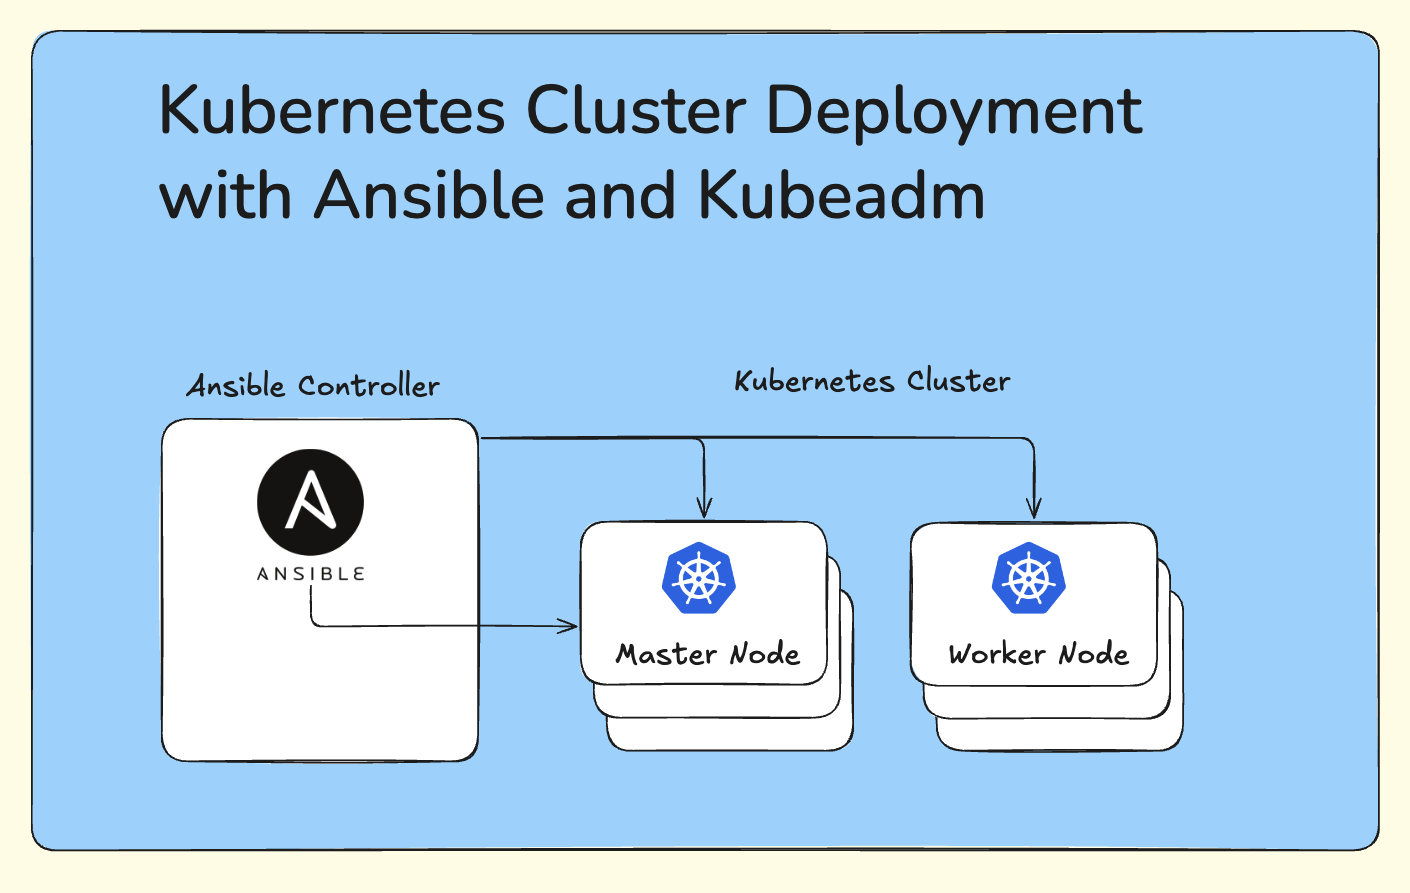 Kubernetes Cluster Deployment
with Ansible and Kubeadm
Ansible Controller
Kubernetes Cluster
ANSIBLE
Master Node
Worker Node